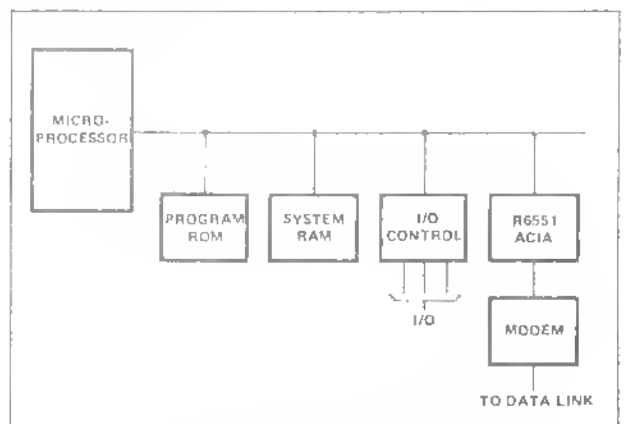 MICRO-
PROCESSOR
PROGRAM
ROM
SYSTEM
RAM
I/O
CONTROL
R6551
ACIA
I/O
MODEM
TO DATA LINK